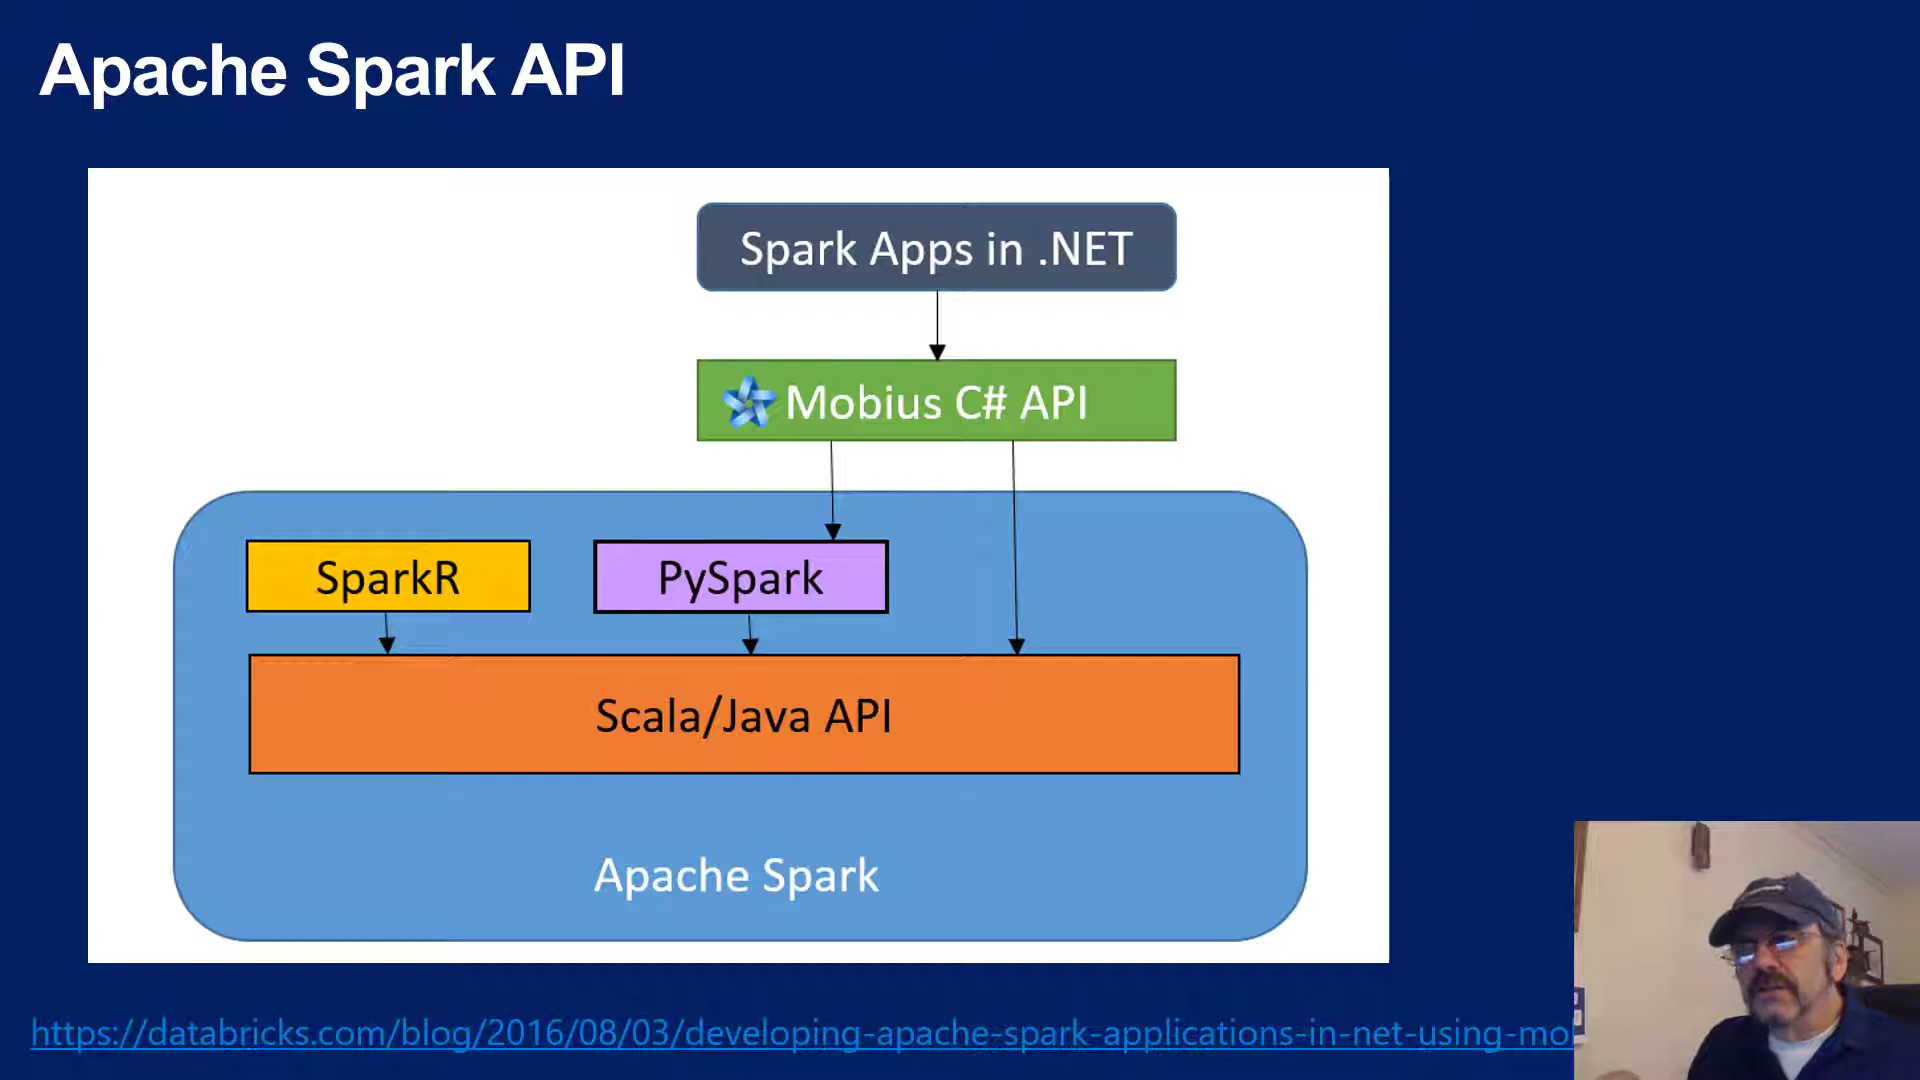 Apache Spark API
Spark Apps in .NET
Mobius C# API
SparkR
PySpark
Scala/Java API
Apache Spark
https://databricks.com/blog/2016/08/03/developing-apache-spark-applications-in-net-using-mo